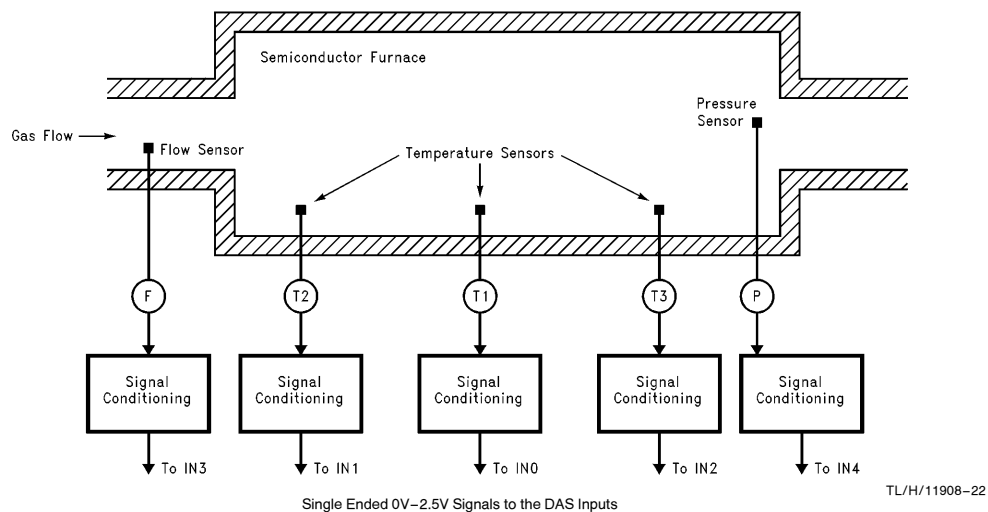 Semiconductor Furnace
Pressure
Sensor
Gas Flow
Flow Sensor
Temperature Sensors
F
T2
T1
T3
P
Signal
Conditioning
Signal
Conditioning
Signal
Conditioning
Signal
Conditioning
Signal
Conditioning
To IN3
To IN1
To IN0
To IN2
To IN4
TL/H/11908–22
Single Ended 0V–2.5V Signals to the DAS Inputs